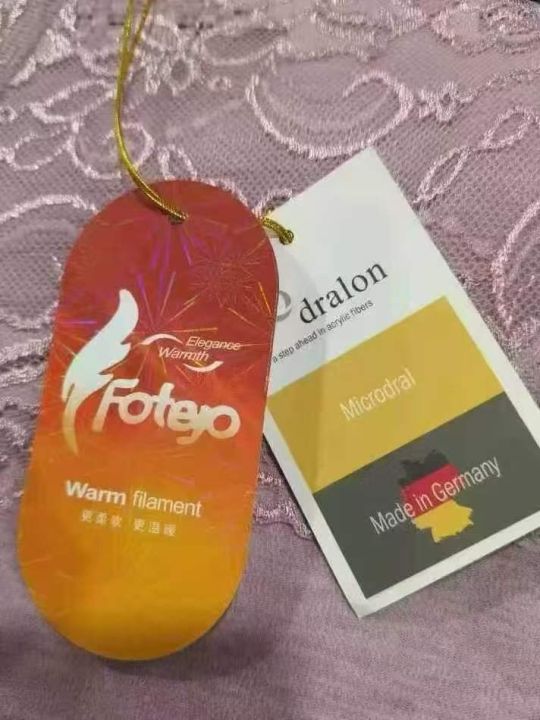 Elegance
Warmth
Fotejo
Warm filament
更柔软 更温暖
dralon
a step ahead in acrylic fibers
Microdral
Made in Germany